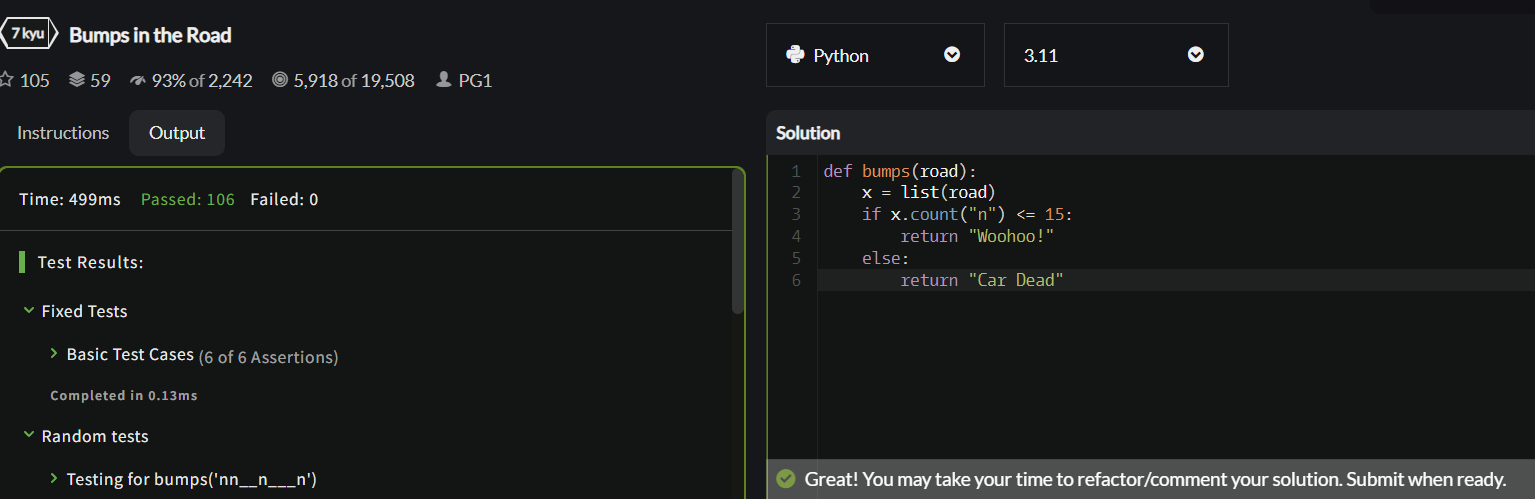 7 kyu Bumps in the Road
105 59 93% of 2,242 5,918 of 19,508 PG1
Instructions Output
Time: 499ms Passed: 106 Failed: 0
Test Results:
Fixed Tests
Basic Test Cases (6 of 6 Assertions)
Completed in 0.13ms
Random tests
Testing for bumps('nn__n___n')
Python 3.11
Solution
1 def bumps(road):
2     x = list(road)
3     if x.count("n") <= 15:
4         return "Woohoo!"
5     else:
6         return "Car Dead"
Great! You may take your time to refactor/comment your solution. Submit when ready.